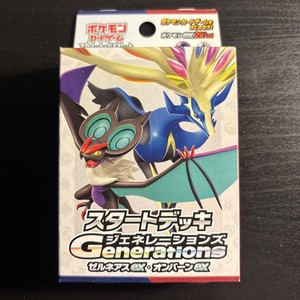 ポケモン
カードゲーム
スタートデッキ
ジェネレーションズ
Generations
ゼルネアスex・オンバーンex